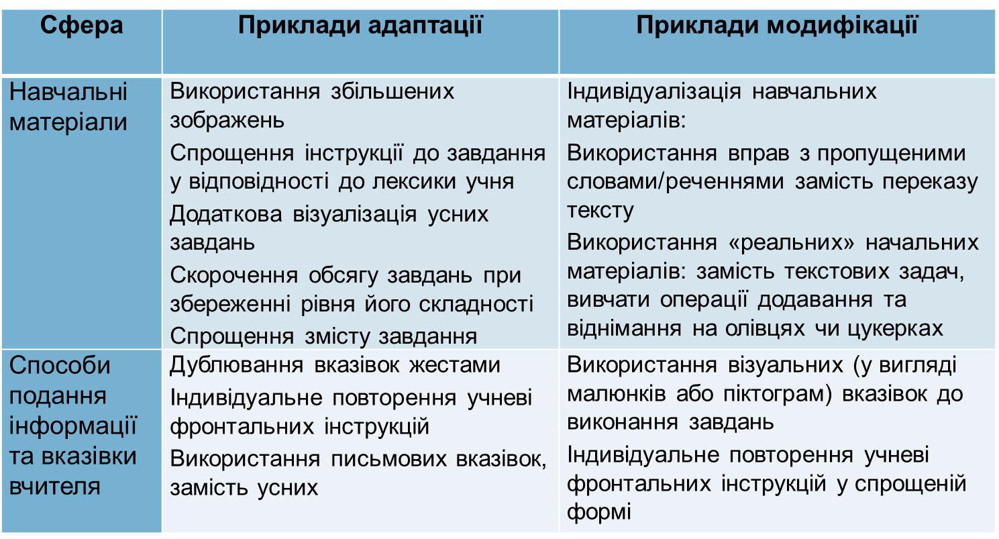 Сфера
Приклади адаптації
Приклади модифікації
Навчальні
матеріали
Використання збільшених
зображень
Спрощення інструкції до завдання
у відповідності до лексики учня
Додаткова візуалізація усних
завдань
Скорочення обсягу завдань при
збереженні рівня його складності
Спрощення змісту завдання
Індивідуалізація навчальних
матеріалів:
Використання вправ з пропущеними
словами/реченнями замість переказу
тексту
Використання «реальних» начальних
матеріалів: замість текстових задач,
вивчати операції додавання та
віднімання на олівцях чи цукерках
Способи
подання
інформації
та вказівки
вчителя
Дублювання вказівок жестами
Індивідуальне повторення учневі
фронтальних інструкцій
Використання письмових вказівок,
замість усних
Використання візуальних (у вигляді
малюнків або піктограм) вказівок до
виконання завдань
Індивідуальне повторення учневі
фронтальних інструкцій у спрощеній
формі